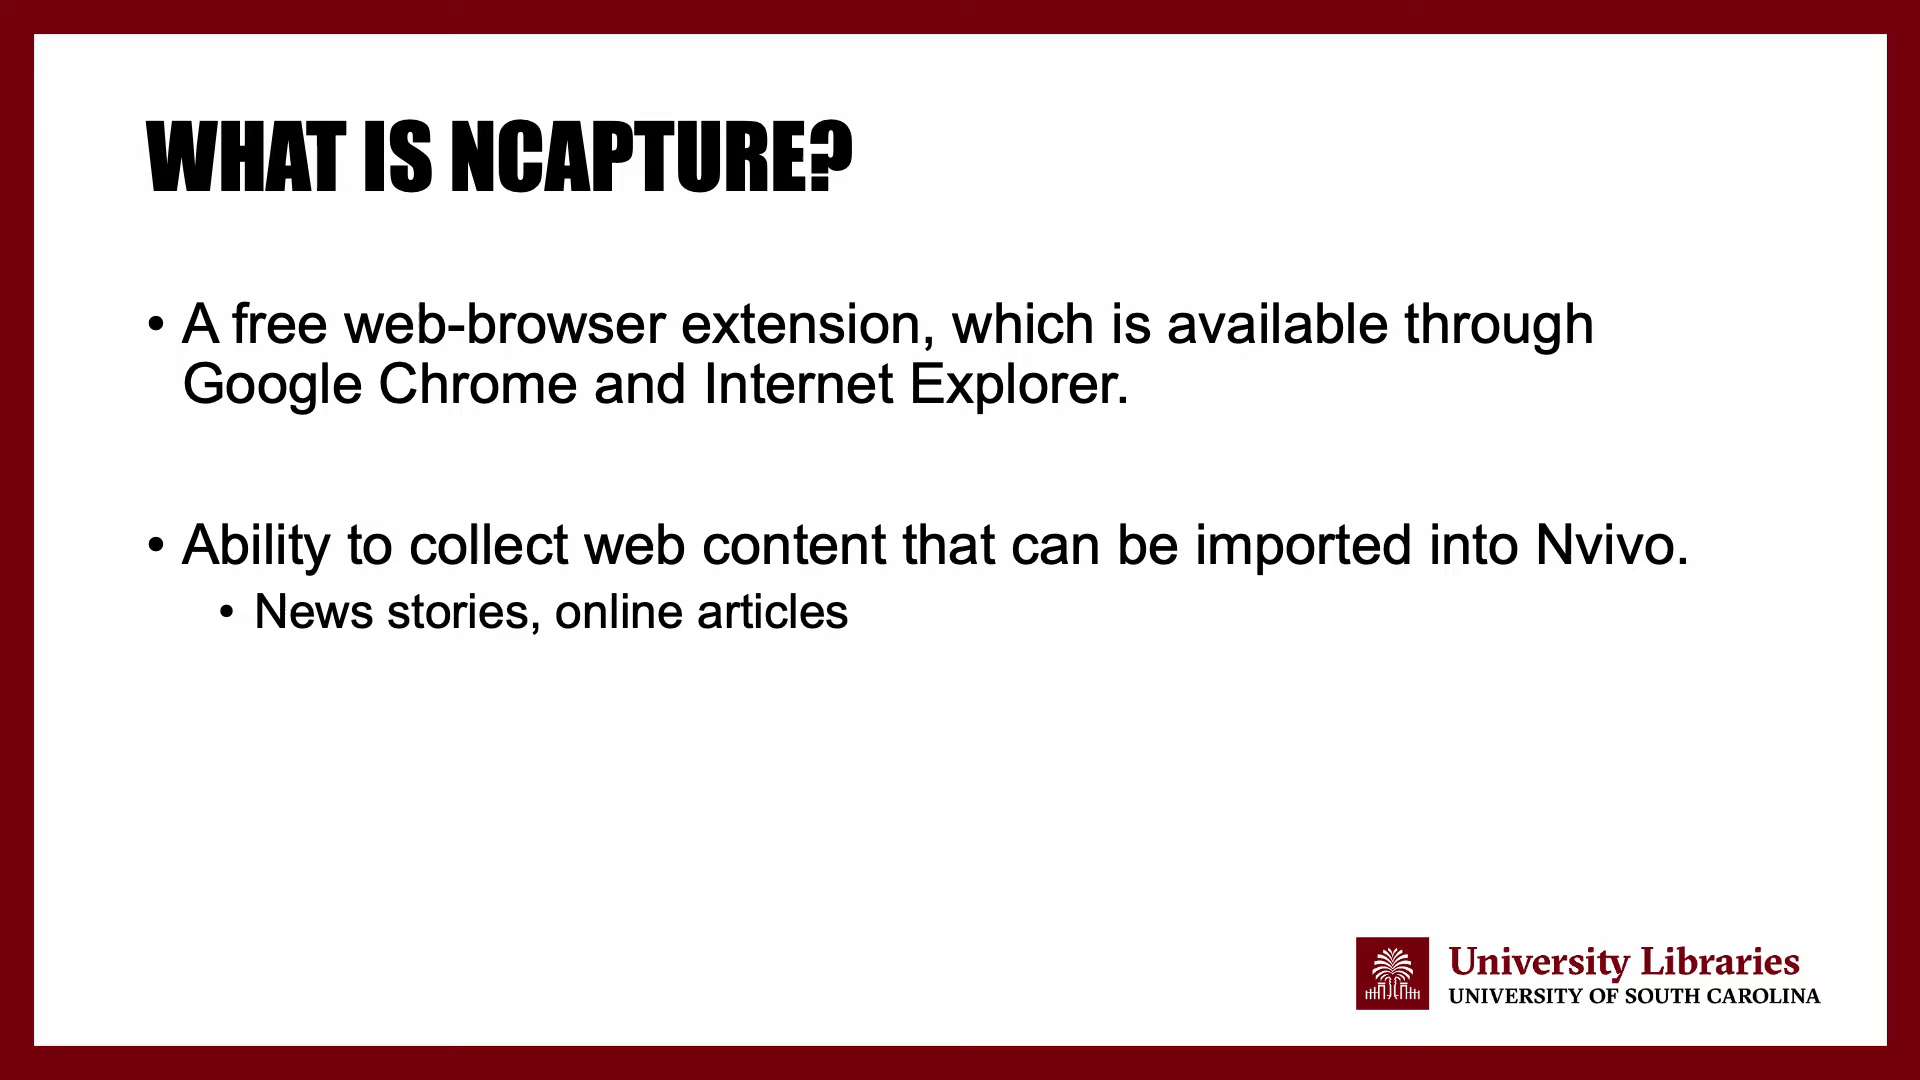 WHAT IS NCAPTURE?
• A free web-browser extension, which is available through
Google Chrome and Internet Explorer.
• Ability to collect web content that can be imported into Nvivo.
• News stories, online articles
University Libraries
UNIVERSITY OF SOUTH CAROLINA